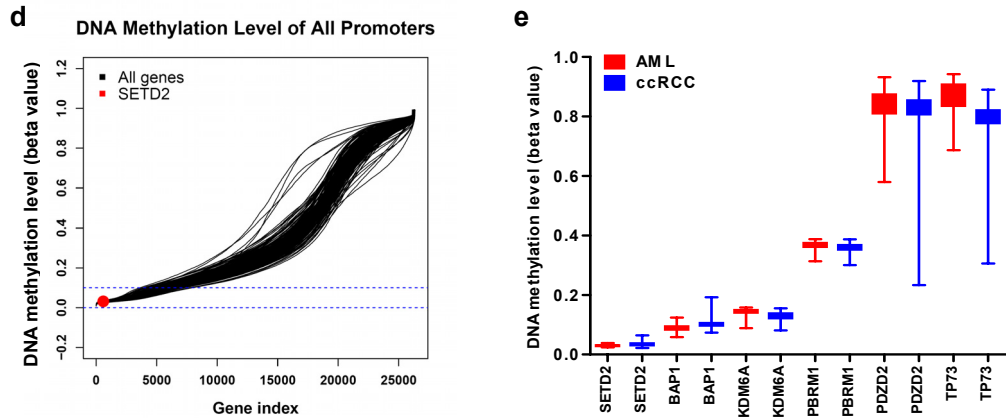 d
DNA Methylation Level of All Promoters
DNA methylation level (beta value)
1.2
1.0
0.8
0.6
0.4
0.2
0.0
−0.2
All genes
SETD2
0
5000
10000
15000
20000
25000
Gene index
e
DNA methylation level (beta value)
1.0
0.8
0.6
0.4
0.2
0.0
AML
ccRCC
SETD2
SETD2
BAP1
BAP1
KDM6A
KDM6A
PBRM1
PBRM1
PDZD2
PDZD2
TP73
TP73